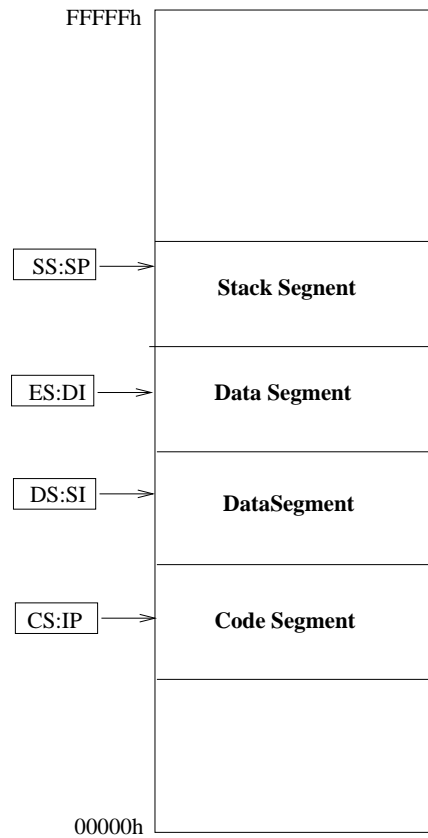 FFFFFh
SS:SP
Stack Segnent
ES:DI
Data Segment
DS:SI
DataSegment
CS:IP
Code Segment
00000h